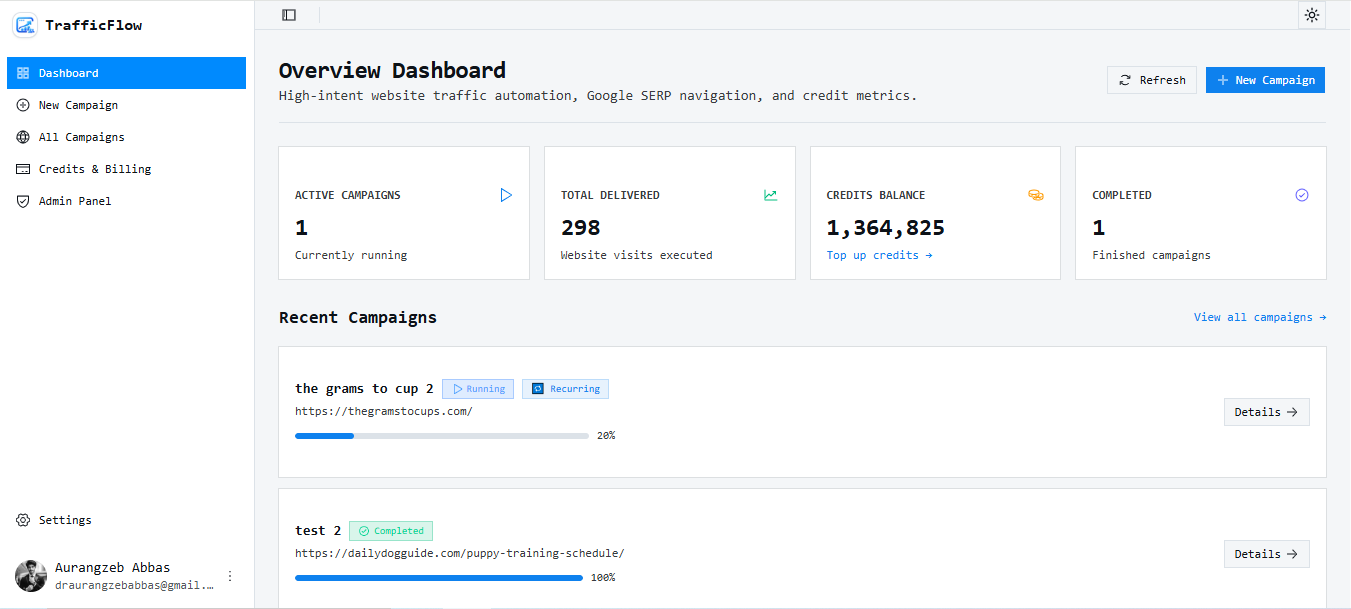 TrafficFlow
Dashboard
New Campaign
All Campaigns
Credits & Billing
Admin Panel
Settings
Aurangzeb Abbas
draurangzebabbas@gmail.…
Overview Dashboard
High-intent website traffic automation, Google SERP navigation, and credit metrics.
Refresh
+ New Campaign
ACTIVE CAMPAIGNS
1
Currently running
TOTAL DELIVERED
298
Website visits executed
CREDITS BALANCE
1,364,825
Top up credits →
COMPLETED
1
Finished campaigns
Recent Campaigns
View all campaigns →
the grams to cup 2 Running Recurring
https://thegramstocups.com/
20%
Details →
test 2 Completed
https://dailydogguide.com/puppy-training-schedule/
100%
Details →